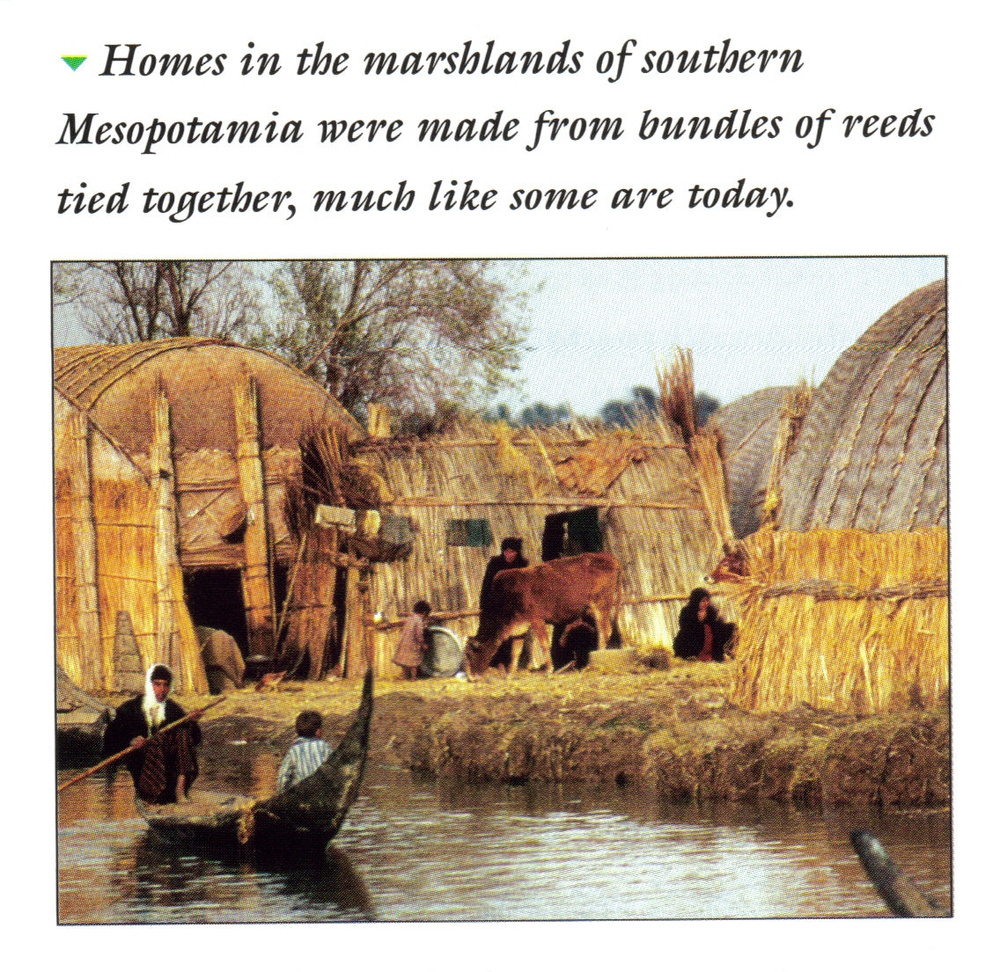 Homes in the marshlands of southern
Mesopotamia were made from bundles of reeds
tied together, much like some are today.